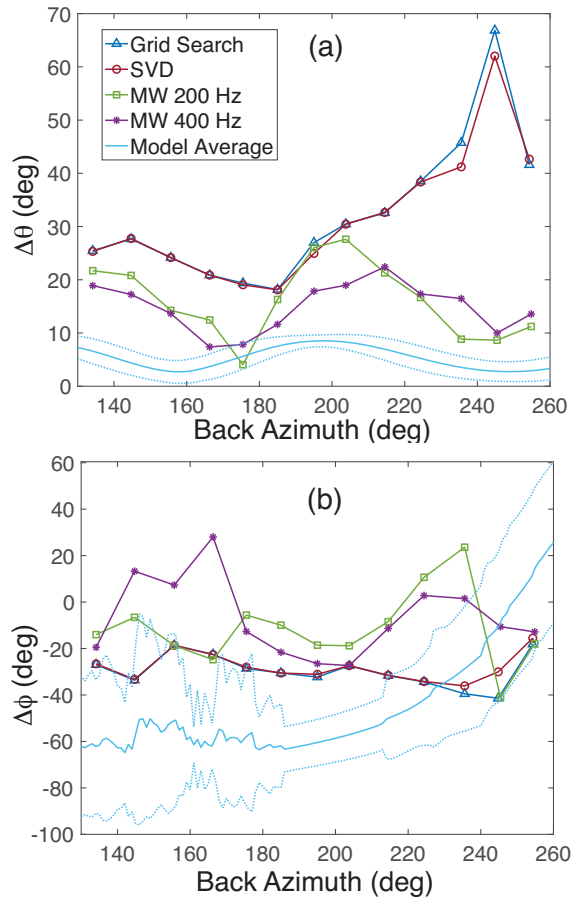 (a)
70
60
50
40
30
20
10
0
Δθ (deg)
Grid Search
SVD
MW 200 Hz
MW 400 Hz
Model Average
140 160 180 200 220 240 260
Back Azimuth (deg)
(b)
60
40
20
0
-20
-40
-60
-80
-100
Δϕ (deg)
140 160 180 200 220 240 260
Back Azimuth (deg)